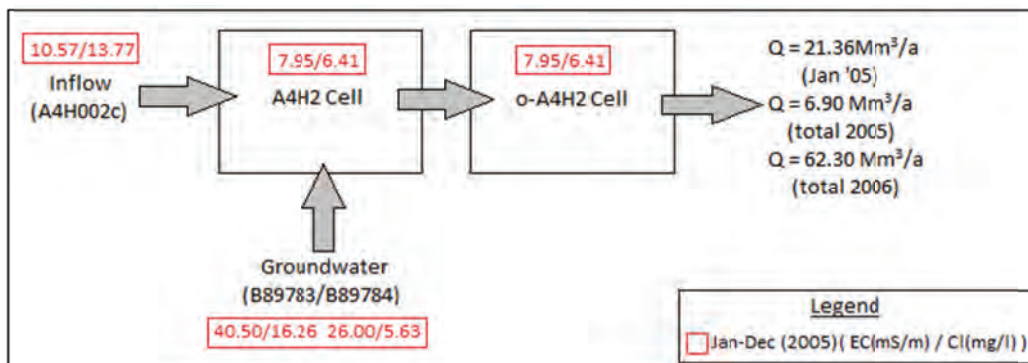 10.57/13.77
Inflow
(A4H002c)
7.95/6.41
A4H2 Cell
7.95/6.41
o-A4H2 Cell
Q = 21.36Mm³/a
(Jan '05)
Q = 6.90 Mm³/a
(total 2005)
Q = 62.30 Mm³/a
(total 2006)
Groundwater
(B89783/B89784)
40.50/16.26 26.00/5.63
Legend
Jan-Dec (2005)( EC(mS/m) / Cl(mg/l) )